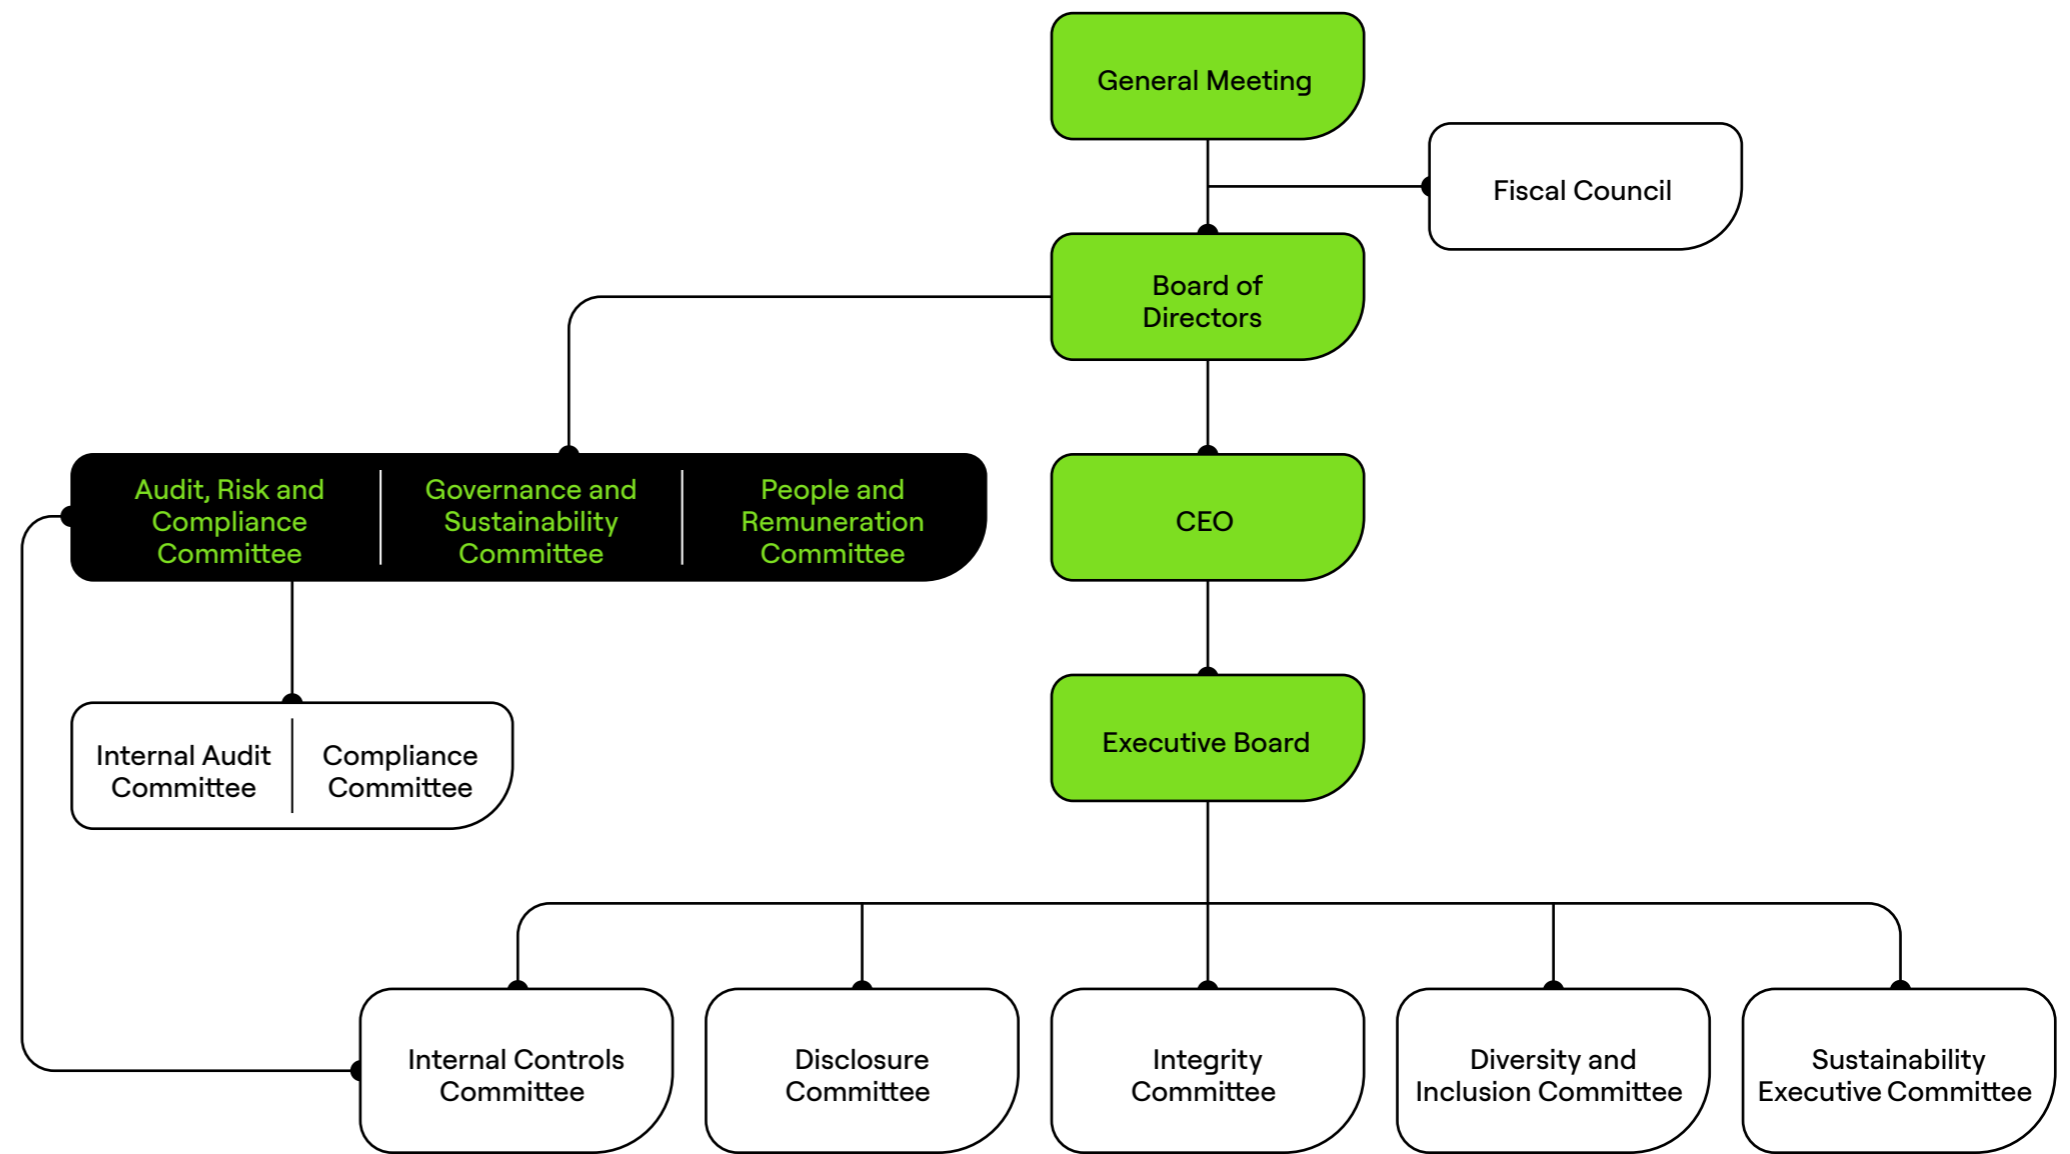 General Meeting
Fiscal Council
Board of
Directors
Audit, Risk and
Compliance
Committee
Governance and
Sustainability
Committee
People and
Remuneration
Committee
CEO
Executive Board
Internal Audit
Committee
Compliance
Committee
Internal Controls
Committee
Disclosure
Committee
Integrity
Committee
Diversity and
Inclusion Committee
Sustainability
Executive Committee